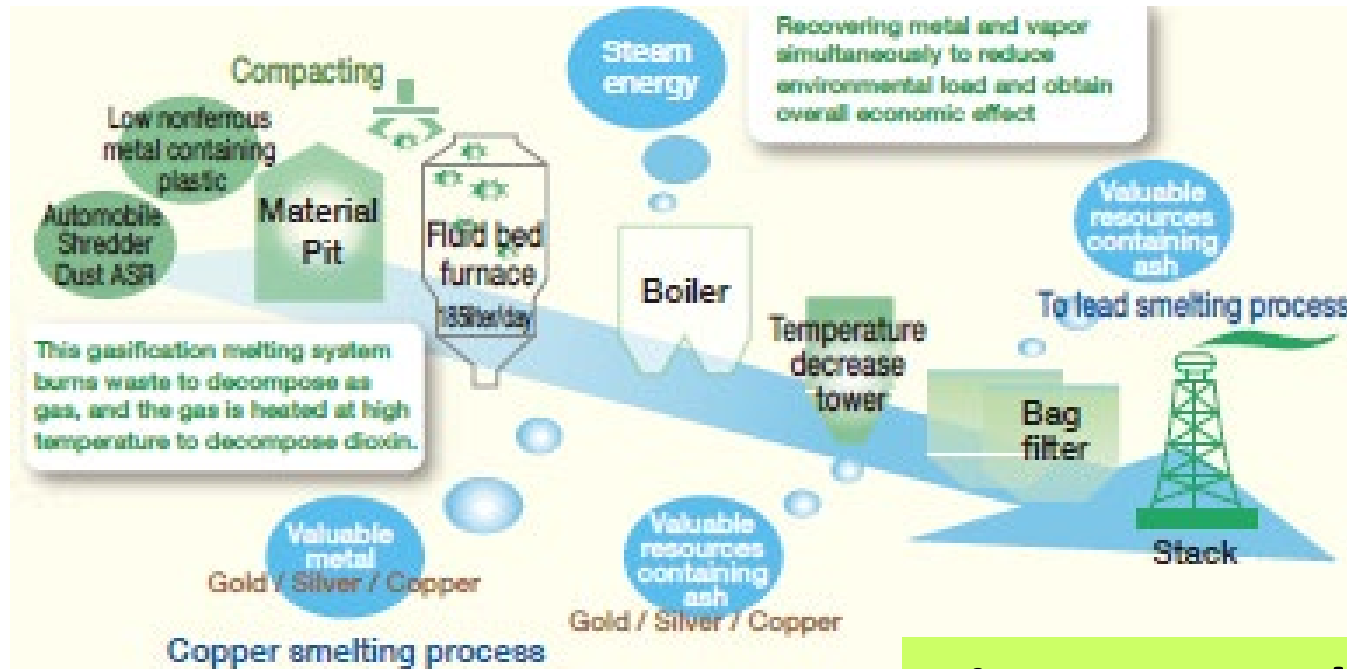 Compacting
Low nonferrous
metal containing
plastic
Automobile
Shredder
Dust ASR
Material
Pit
Fluid bed
furnace
185liter/day
Steam
energy
Recovering metal and vapor
simultaneously to reduce
environmental load and obtain
overall economic effect
Boiler
Temperature
decrease
tower
Valuable
resources
containing
ash
To lead smelting process
Bag
filter
Stack
This gasification melting system
burns waste to decompose as
gas, and the gas is heated at high
temperature to decompose dioxin.
Valuable
metal
Gold / Silver / Copper
Copper smelting process
Valuable
resources
containing
ash
Gold / Silver / Copper